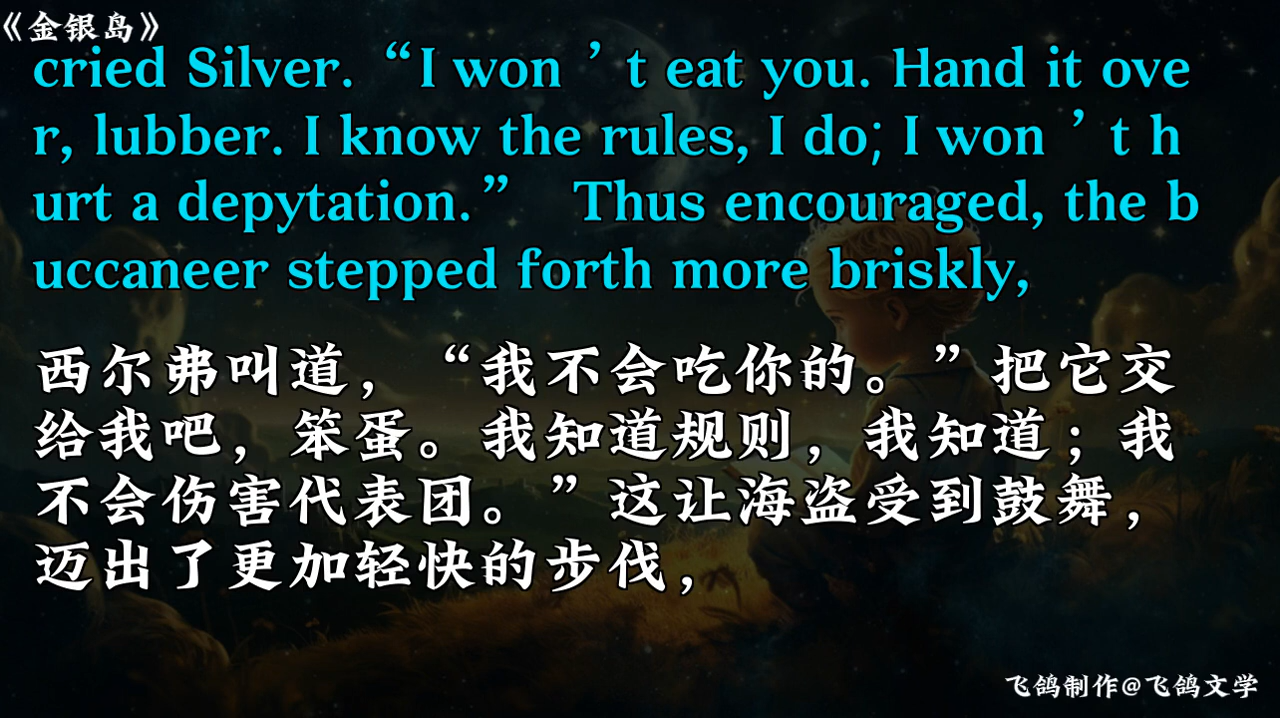 《金银岛》
cried Silver. “I won ’ t eat you. Hand it ove
r, lubber. I know the rules, I do; I won ’ t h
urt a depytation.”　Thus encouraged, the b
uccaneer stepped forth more briskly,
西尔弗叫道，“我不会吃你的。”把它交
给我吧，笨蛋。我知道规则，我知道；我
不会伤害代表团。”这让海盗受到鼓舞，
迈出了更加轻快的步伐，
飞鸽制作@飞鸽文学